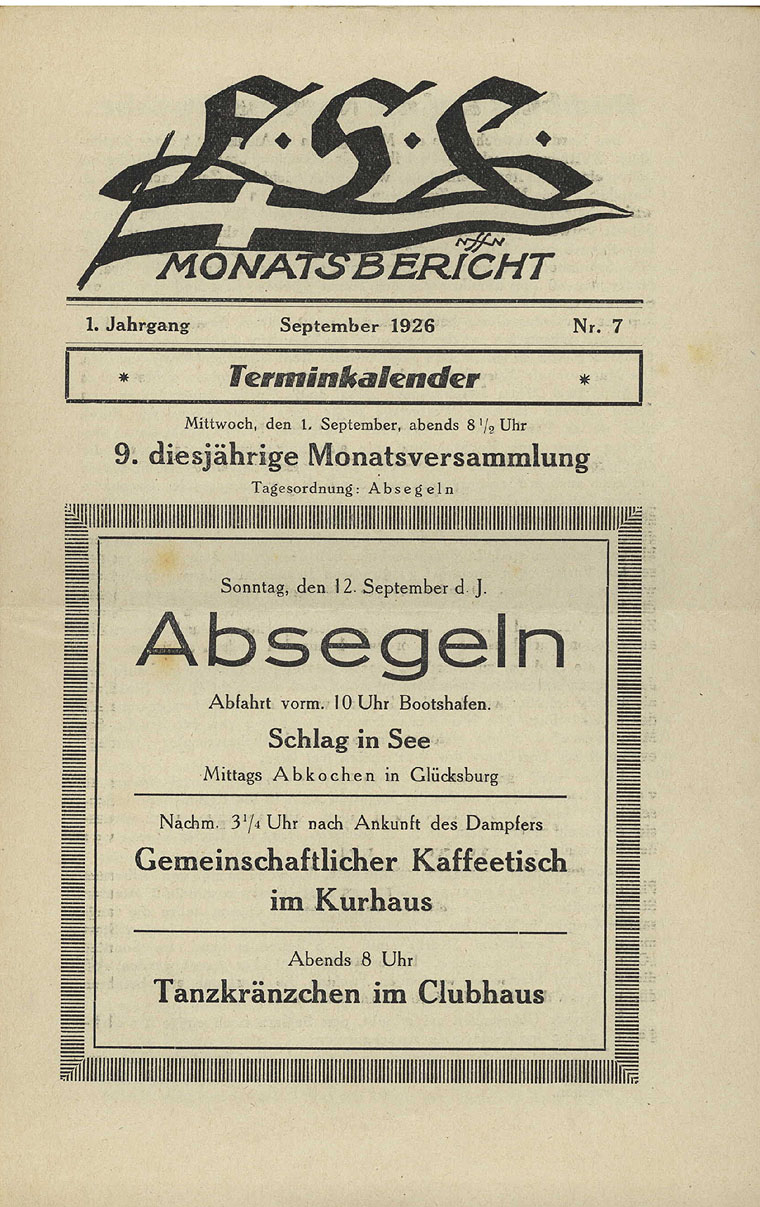 F·S·C·
MONATSBERICHT
1. Jahrgang September 1926 Nr. 7
* Terminkalender *
Mittwoch, den 1. September, abends 8 1/2 Uhr
9. diesjährige Monatsversammlung
Tagesordnung: Absegeln
Sonntag, den 12. September d. J.
Absegeln
Abfahrt vorm. 10 Uhr Bootshafen.
Schlag in See
Mittags Abkochen in Glücksburg
Nachm. 3 1/4 Uhr nach Ankunft des Dampfers
Gemeinschaftlicher Kaffeetisch
im Kurhaus
Abends 8 Uhr
Tanzkränzchen im Clubhaus